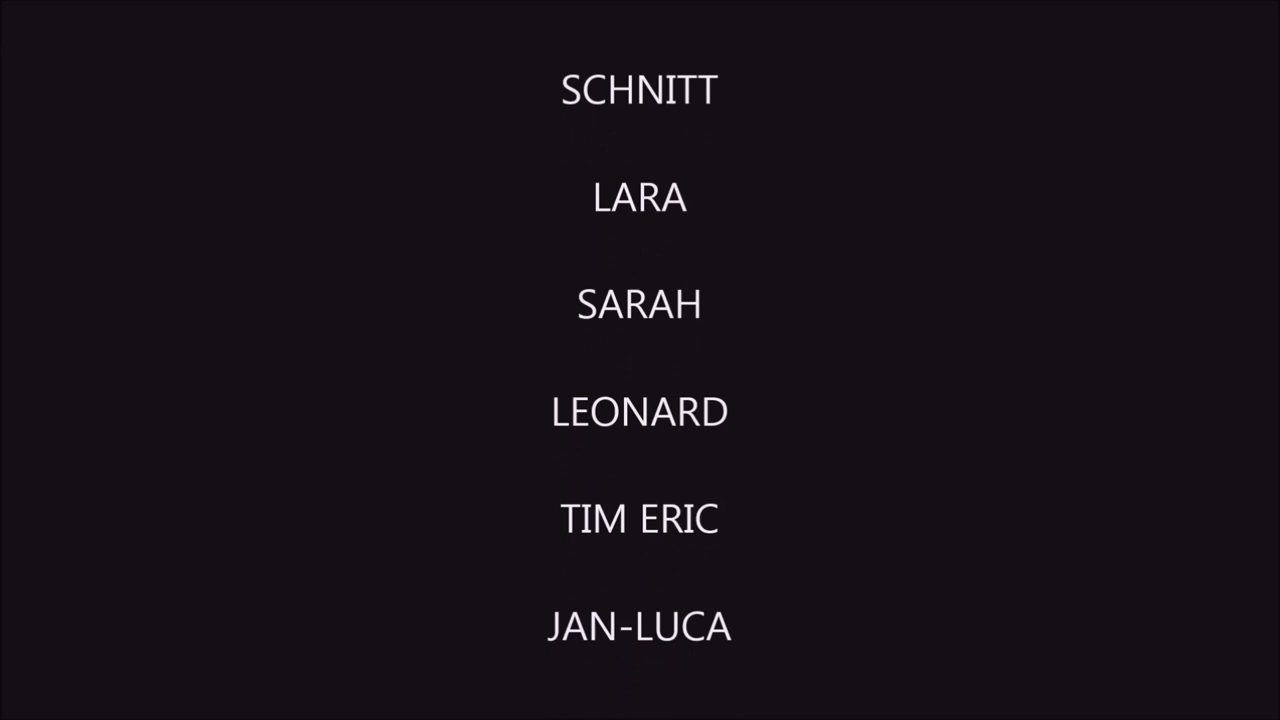 SCHNITT
LARA
SARAH
LEONARD
TIM ERIC
JAN-LUCA